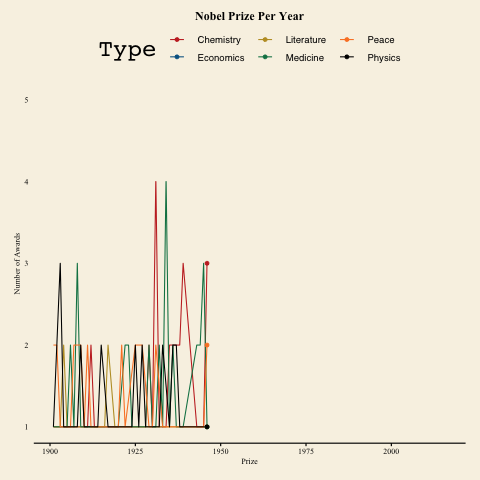 Nobel Prize Per Year
Type
Chemistry Literature Peace
Economics Medicine Physics
5
4
3
2
1
Number of Awards
1900 1925 1950 1975 2000
Prize